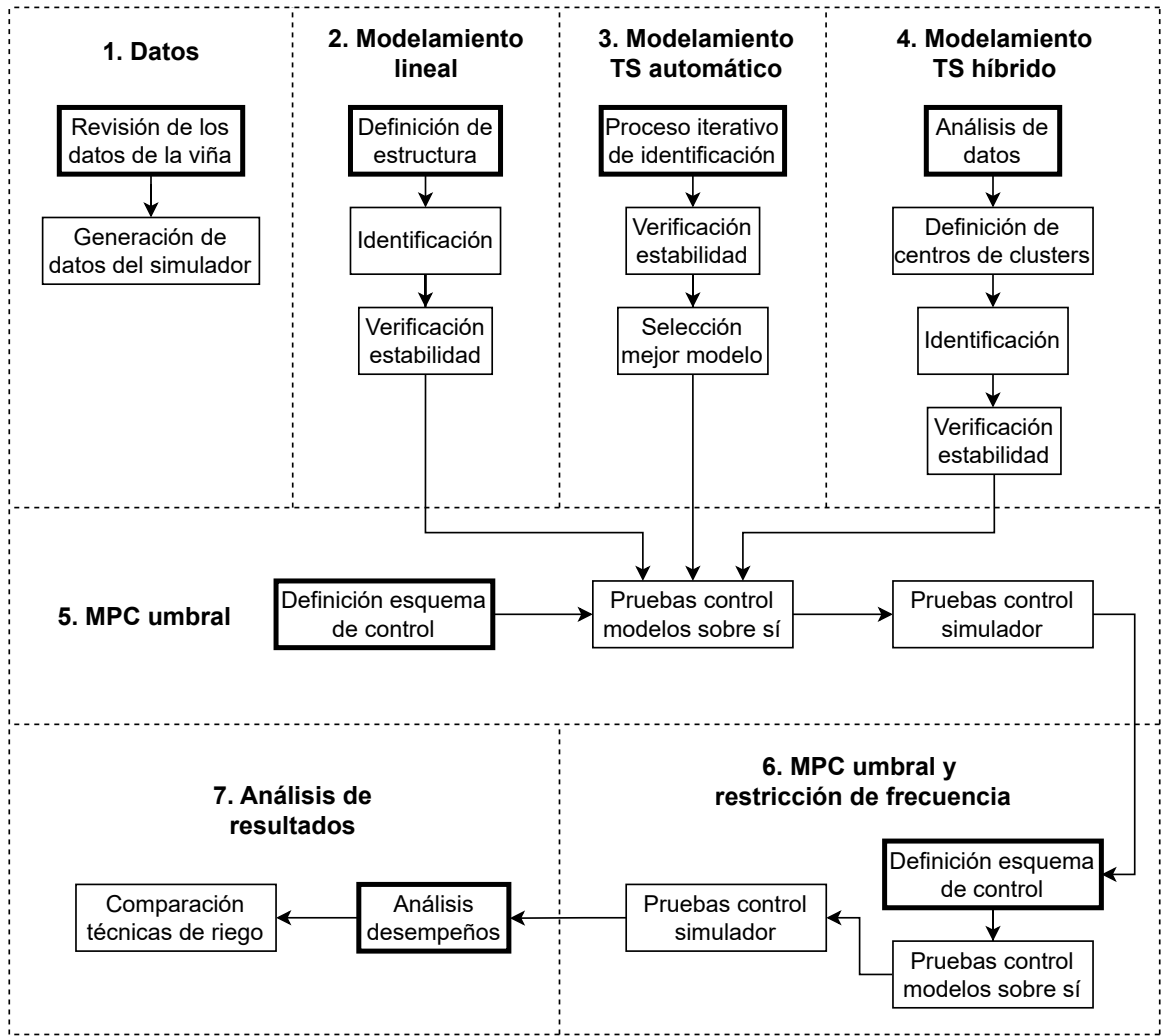 1. Datos
Revisión de los
datos de la viña
Generación de
datos del simulador
2. Modelamiento
lineal
Definición de
estructura
Identificación
Verificación
estabilidad
3. Modelamiento
TS automático
Proceso iterativo
de identificación
Verificación
estabilidad
Selección
mejor modelo
4. Modelamiento
TS híbrido
Análisis de
datos
Definición de
centros de clusters
Identificación
Verificación
estabilidad
5. MPC umbral
Definición esquema
de control
Pruebas control
modelos sobre sí
Pruebas control
simulador
6. MPC umbral y
restricción de frecuencia
Definición esquema
de control
Pruebas control
modelos sobre sí
Pruebas control
simulador
7. Análisis de
resultados
Análisis
desempeños
Comparación
técnicas de riego